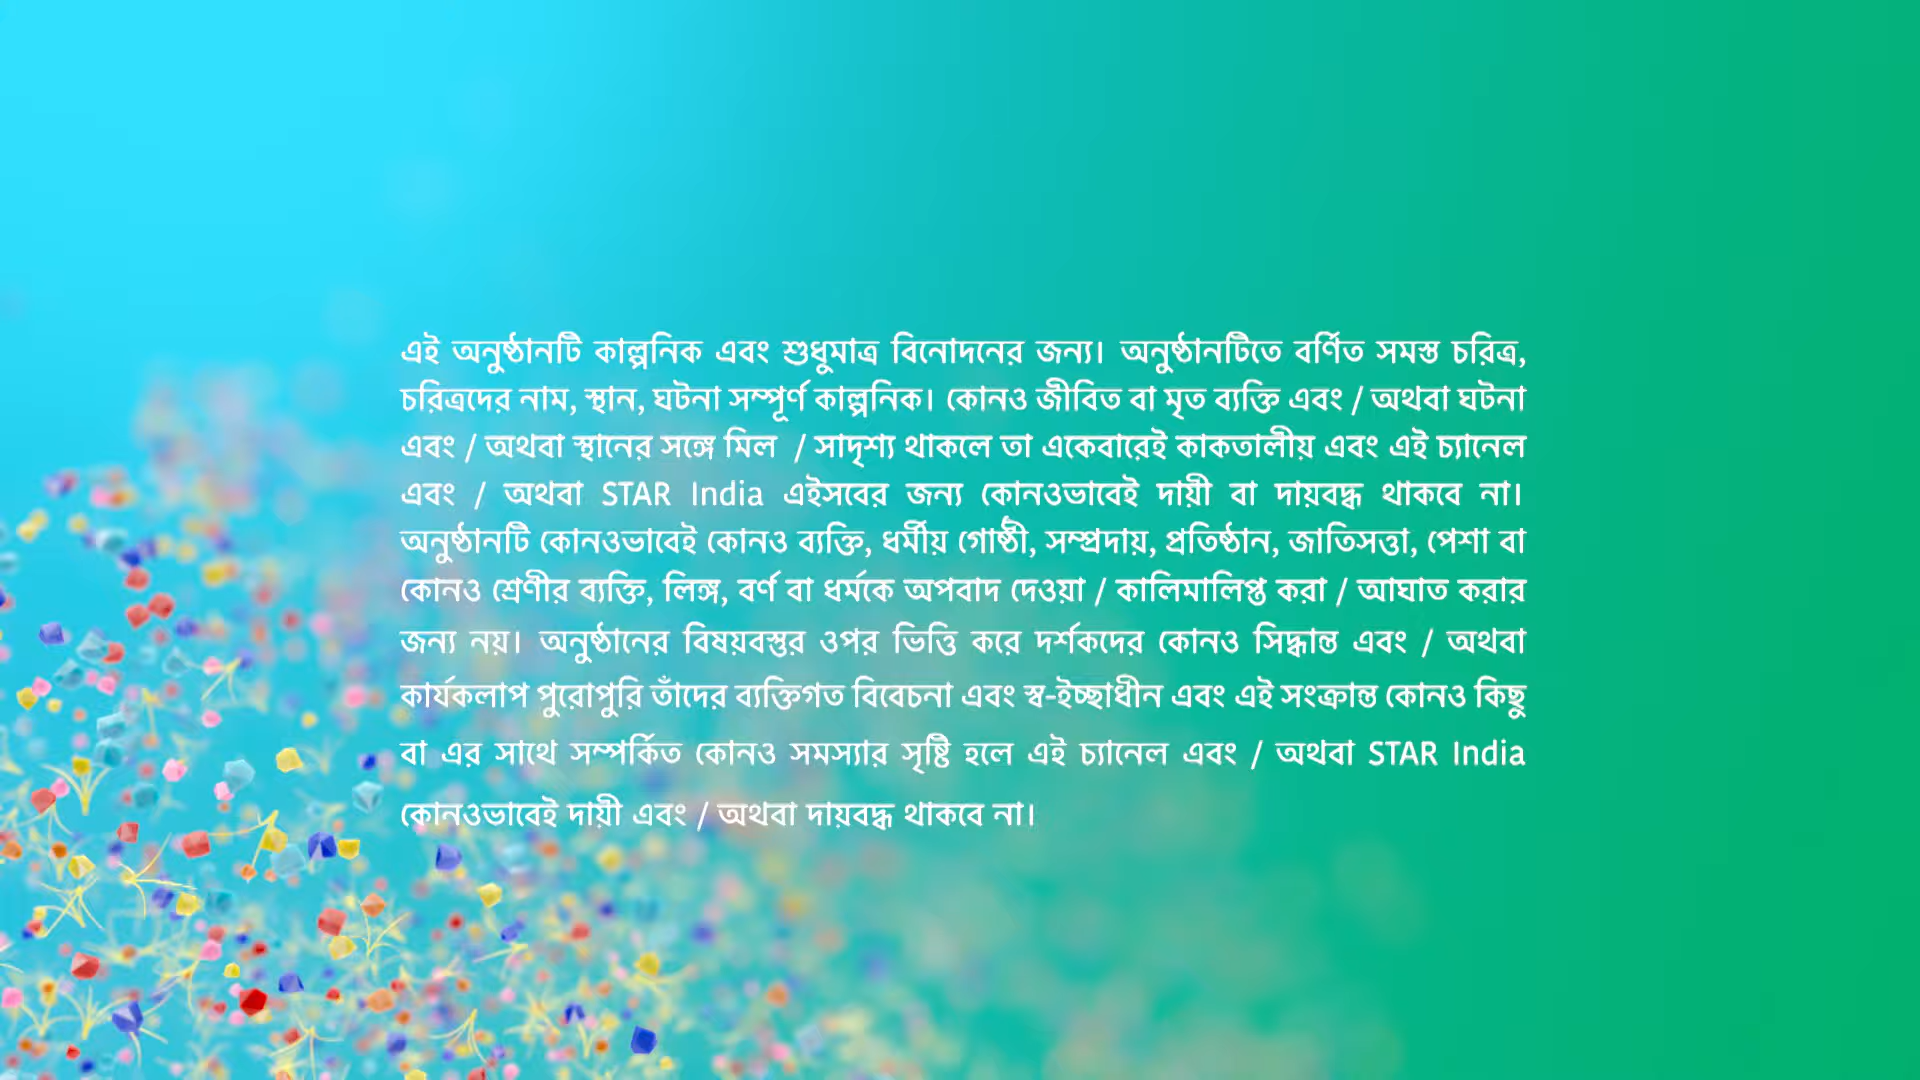 এই অনুষ্ঠানটি কাল্পনিক এবং শুধুমাত্র বিনোদনের জন্য। অনুষ্ঠানটিতে বর্ণিত সমস্ত চরিত্র,
চরিত্রদের নাম, স্থান, ঘটনা সম্পূর্ণ কাল্পনিক। কোনও জীবিত বা মৃত ব্যক্তি এবং / অথবা ঘটনা
এবং / অথবা স্থানের সঙ্গে মিল / সাদৃশ্য থাকলে তা একেবারেই কাকতালীয় এবং এই চ্যানেল
এবং / অথবা STAR India এইসবের জন্য কোনওভাবেই দায়ী বা দায়বদ্ধ থাকবে না।
অনুষ্ঠানটি কোনওভাবেই কোনও ব্যক্তি, ধর্মীয় গোষ্ঠী, সম্প্রদায়, প্রতিষ্ঠান, জাতিসত্তা, পেশা বা
কোনও শ্রেণীর ব্যক্তি, লিঙ্গ, বর্ণ বা ধর্মকে অপবাদ দেওয়া / কালিমালিপ্ত করা / আঘাত করার
জন্য নয়। অনুষ্ঠানের বিষয়বস্তুর ওপর ভিত্তি করে দর্শকদের কোনও সিদ্ধান্ত এবং / অথবা
কার্যকলাপ পুরোপুরি তাঁদের ব্যক্তিগত বিবেচনা এবং স্ব-ইচ্ছাধীন এবং এই সংক্রান্ত কোনও কিছু
বা এর সাথে সম্পর্কিত কোনও সমস্যার সৃষ্টি হলে এই চ্যানেল এবং / অথবা STAR India
কোনওভাবেই দায়ী এবং / অথবা দায়বদ্ধ থাকবে না।